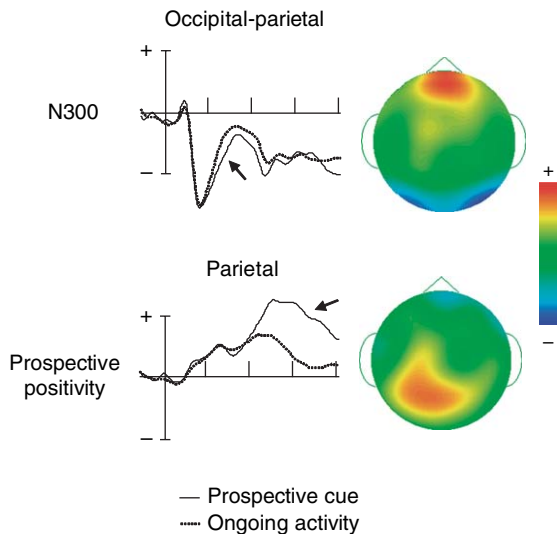 Occipital-parietal
+
N300
−
+
−
Parietal
+
Prospective
positivity
−
Prospective cue
Ongoing activity